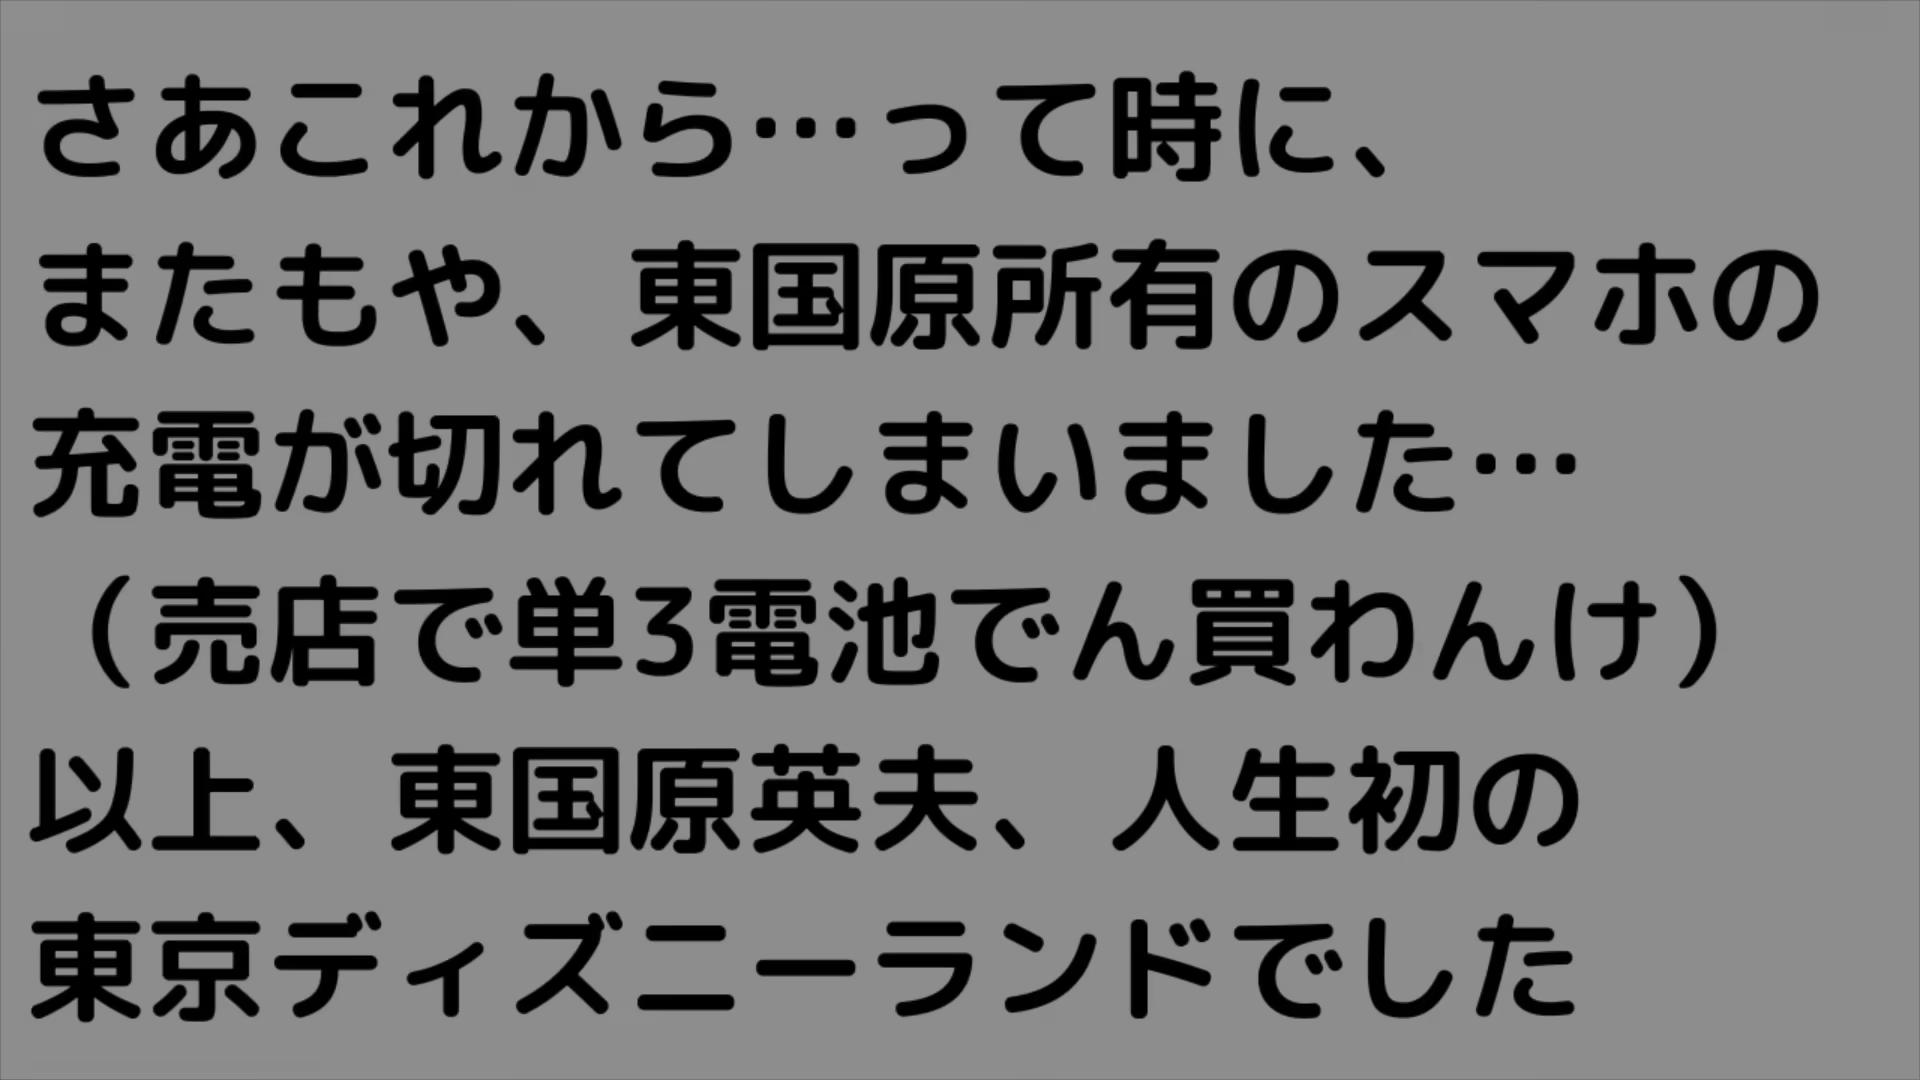 さあこれから…って時に、
またもや、東国原所有のスマホの
充電が切れてしまいました…
（売店で単3電池でん買わんけ）
以上、東国原英夫、人生初の
東京ディズニーランドでした